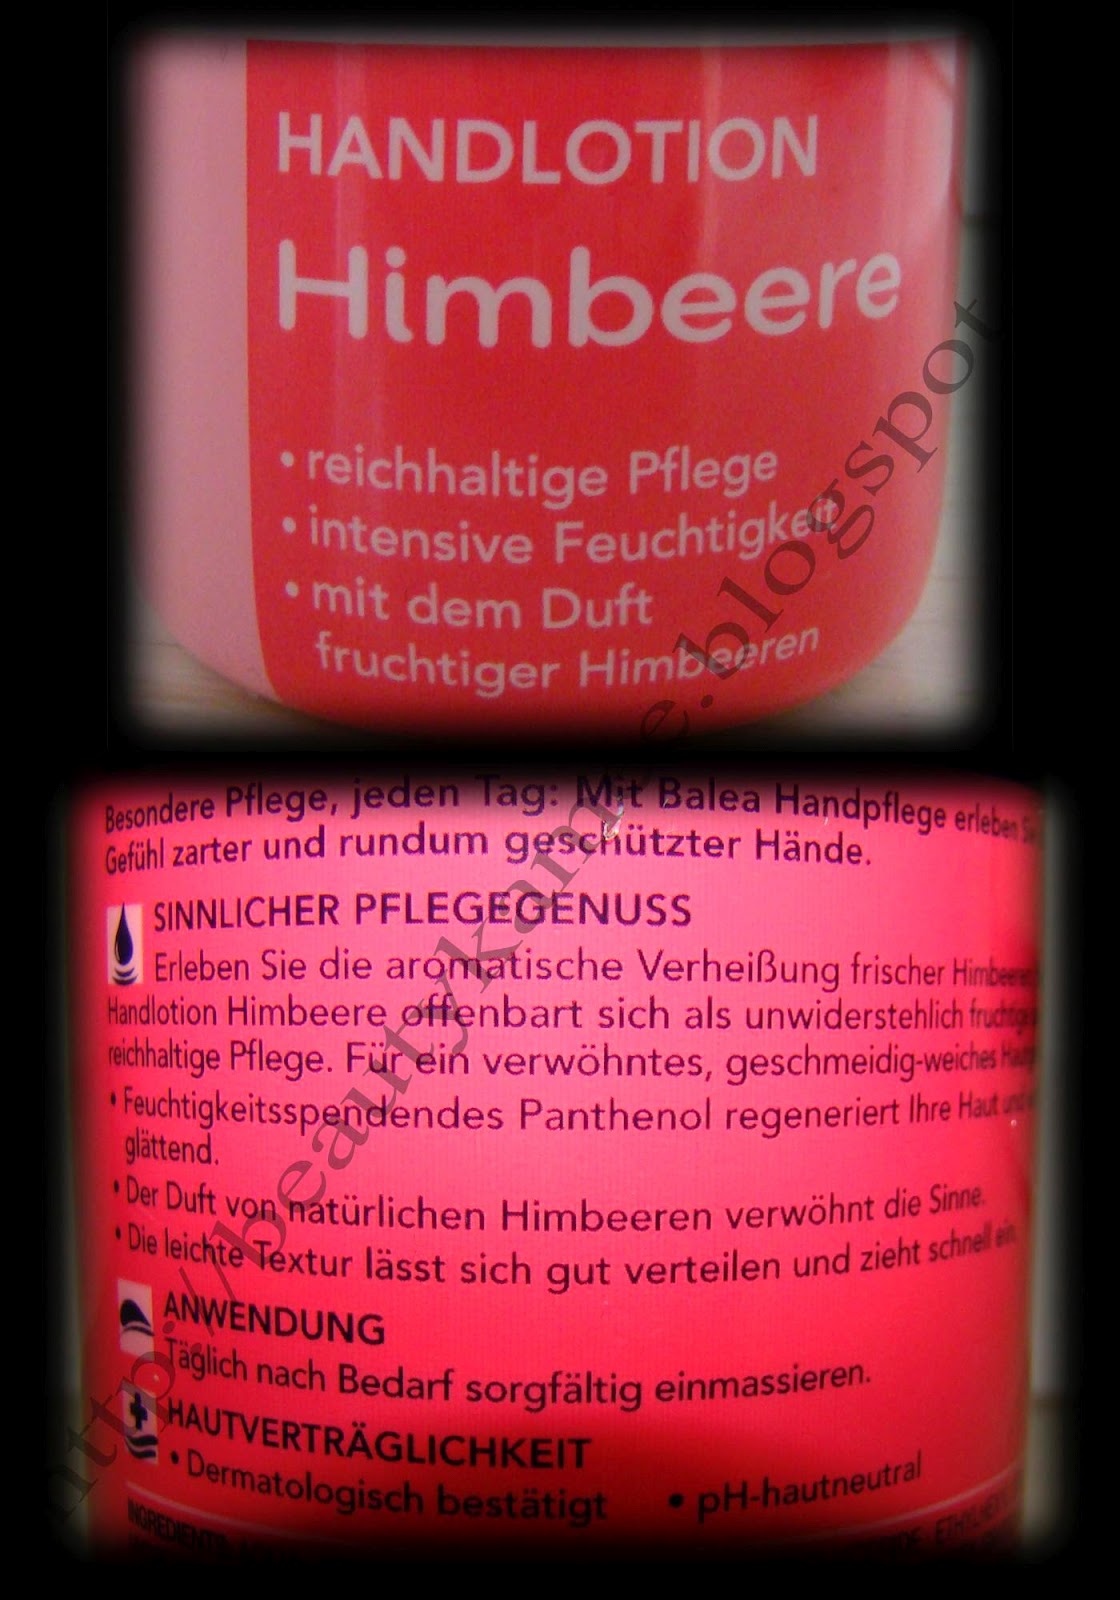 HANDLOTION
Himbeere
• reichhaltige Pflege
• intensive Feuchtigkeit
• mit dem Duft
fruchtiger Himbeeren
Besondere Pflege, jeden Tag: Mit Balea Handpflege erleben
Gefühl zarter und rundum geschützter Hände.
SINNLICHER PFLEGEGENUSS
Erleben Sie die aromatische Verheißung frischer
Handlotion Himbeere offenbart sich als unwiderstehlich
reichhaltige Pflege. Für ein verwöhntes, geschmeidig-weiches
• Feuchtigkeitsspendendes Panthenol regeneriert Ihre Haut und
glättend.
• Der Duft von natürlichen Himbeeren verwöhnt die Sinne.
• Die leichte Textur lässt sich gut verteilen und zieht schnell ein.
ANWENDUNG
Täglich nach Bedarf sorgfältig einmassieren.
HAUTVERTRÄGLICHKEIT
• Dermatologisch bestätigt • pH-hautneutral
http://beautykamee.blogspot